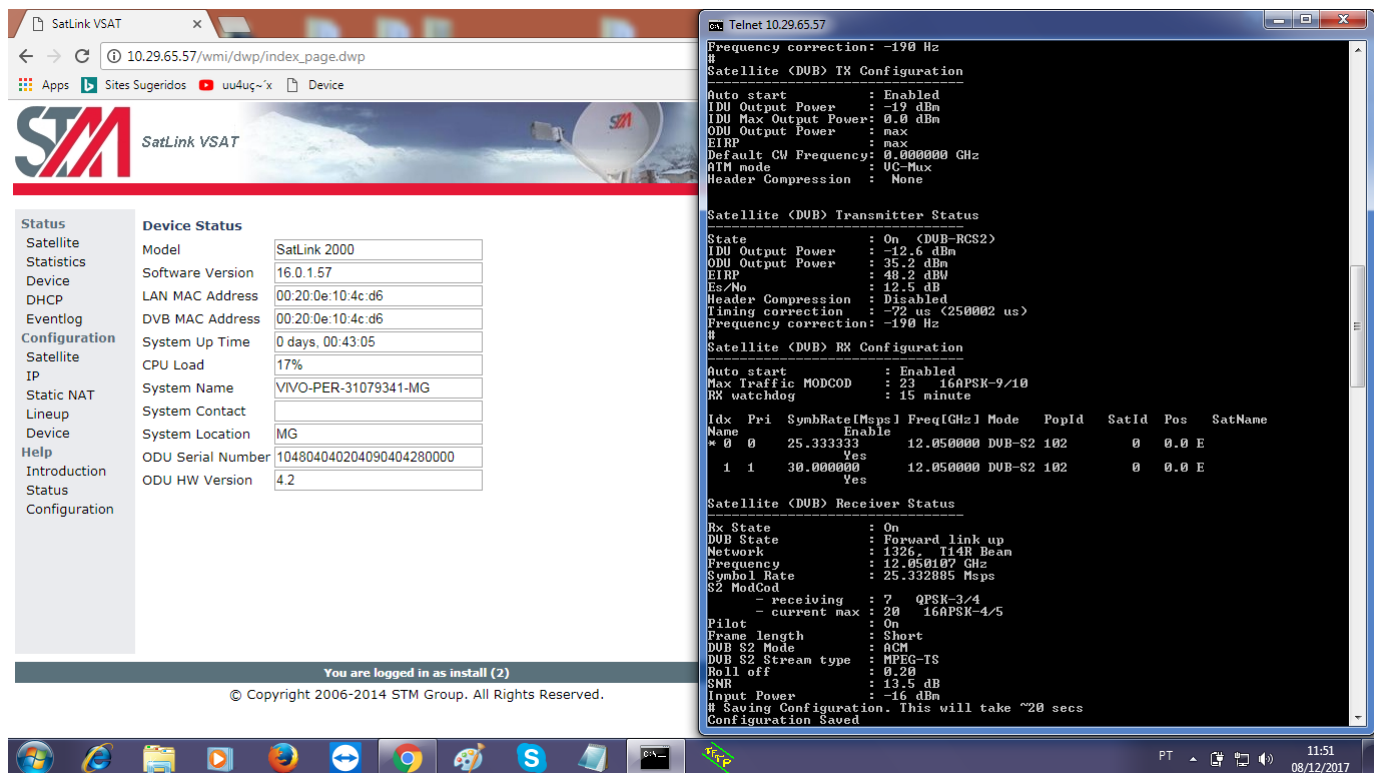 SatLink VSAT
10.29.65.57/wmi/dwp/index_page.dwp
Apps
Sites Sugeridos
uu4uç~´x
Device
STM
SatLink VSAT
STM
Status
Satellite
Statistics
Device
DHCP
Eventlog
Configuration
Satellite
IP
Static NAT
Lineup
Device
Help
Introduction
Status
Configuration
Device Status
Model SatLink 2000
Software Version 16.0.1.57
LAN MAC Address 00:20:0e:10:4c:d6
DVB MAC Address 00:20:0e:10:4c:d6
System Up Time 0 days, 00:43:05
CPU Load 17%
System Name VIVO-PER-31079341-MG
System Contact
System Location MG
ODU Serial Number 104804040204090404280000
ODU HW Version 4.2
You are logged in as install (2)
© Copyright 2006-2014 STM Group. All Rights Reserved.
Telnet 10.29.65.57
Frequency correction: -190 Hz
#
Satellite (DVB) TX Configuration
Auto start : Enabled
IDU Output Power : -19 dBm
IDU Max Output Power: 0.0 dBm
ODU Output Power : max
EIRP : max
Default CW Frequency: 0.000000 GHz
ATM mode : VC-Mux
Header Compression : None
Satellite (DVB) Transmitter Status
State : On (DVB-RCS2)
IDU Output Power : -12.6 dBm
ODU Output Power : 35.2 dBm
EIRP : 48.2 dBW
Es/No : 12.5 dB
Header Compression : Disabled
Timing correction : -72 us (250002 us)
Frequency correction: -190 Hz
#
Satellite (DVB) RX Configuration
Auto start : Enabled
Max Traffic MODCOD : 23 16APSK-9/10
RX watchdog : 15 minute
Idx Pri SymbRate[Msps] Freq[GHz] Mode PopId SatId Pos SatName
Name Enable
* 0 0 25.333333 12.050000 DVB-S2 102 0 0.0 E
Yes
1 1 30.000000 12.050000 DVB-S2 102 0 0.0 E
Yes
Satellite (DVB) Receiver Status
Rx State : On
DVB State : Forward link up
Network : 1326, T14R Beam
Frequency : 12.050107 GHz
Symbol Rate : 25.332885 Msps
S2 ModCod
- receiving : 7 QPSK-3/4
- current max : 20 16APSK-4/5
Pilot : On
Frame length : Short
DVB S2 Mode : ACM
DVB S2 Stream type : MPEG-TS
Roll off : 0.20
SNR : 13.5 dB
Input Power : -16 dBm
# Saving Configuration. This will take ~20 secs
Configuration Saved
PT
11:51
08/12/2017